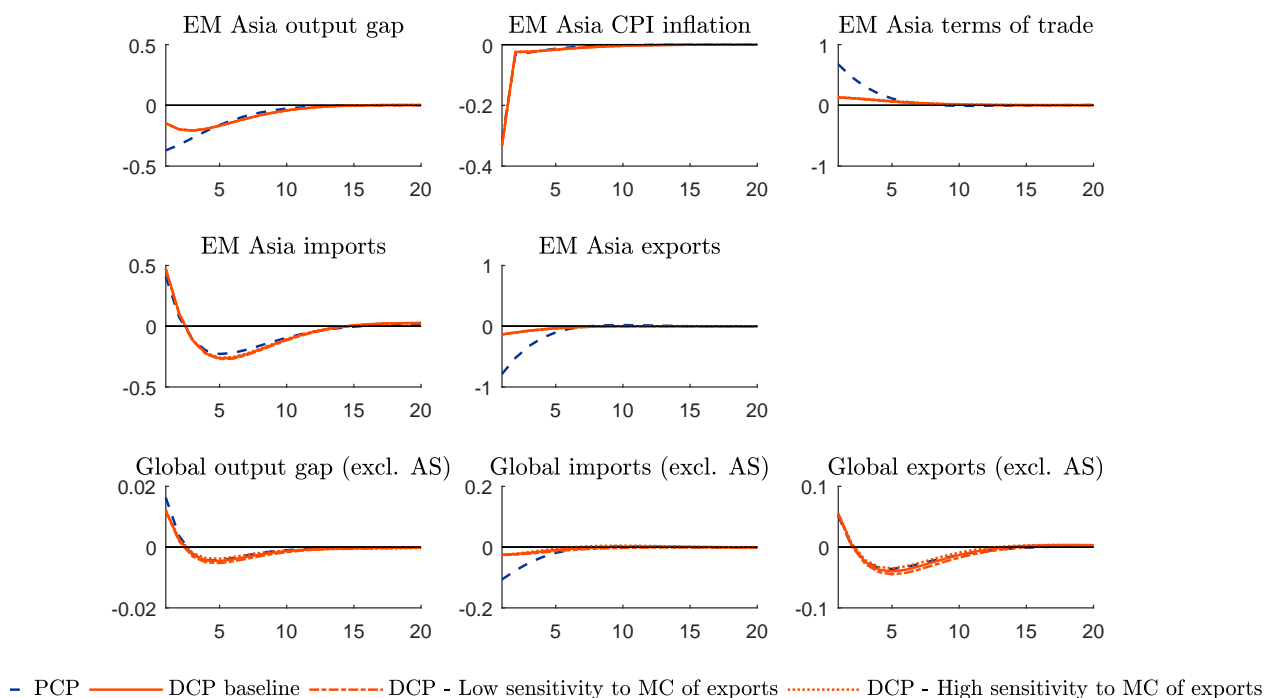 EM Asia output gap EM Asia CPI inflation EM Asia terms of trade
0.5 0 1
0 -0.2 0
-0.5 -0.4 -1
5 10 15 20 5 10 15 20 5 10 15 20
EM Asia imports EM Asia exports
0.5 1
0 0
-0.5 -1
5 10 15 20 5 10 15 20
Global output gap (excl. AS) Global imports (excl. AS) Global exports (excl. AS)
0.02 0.2 0.1
0 0 0
-0.02 -0.2 -0.1
5 10 15 20 5 10 15 20 5 10 15 20
PCP DCP baseline DCP - Low sensitivity to MC of exports DCP - High sensitivity to MC of exports